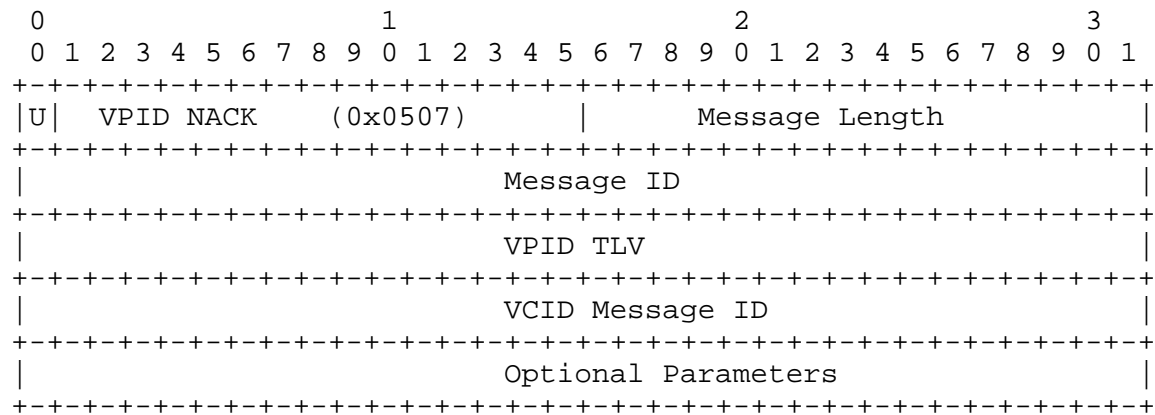 0                   1                   2                   3
 0 1 2 3 4 5 6 7 8 9 0 1 2 3 4 5 6 7 8 9 0 1 2 3 4 5 6 7 8 9 0 1
+-+-+-+-+-+-+-+-+-+-+-+-+-+-+-+-+-+-+-+-+-+-+-+-+-+-+-+-+-+-+-+-+
|U|  VPID NACK    (0x0507)      |      Message Length           |
+-+-+-+-+-+-+-+-+-+-+-+-+-+-+-+-+-+-+-+-+-+-+-+-+-+-+-+-+-+-+-+-+
|                          Message ID                           |
+-+-+-+-+-+-+-+-+-+-+-+-+-+-+-+-+-+-+-+-+-+-+-+-+-+-+-+-+-+-+-+-+
|                          VPID TLV                             |
+-+-+-+-+-+-+-+-+-+-+-+-+-+-+-+-+-+-+-+-+-+-+-+-+-+-+-+-+-+-+-+-+
|                          VCID Message ID                      |
+-+-+-+-+-+-+-+-+-+-+-+-+-+-+-+-+-+-+-+-+-+-+-+-+-+-+-+-+-+-+-+-+
|                          Optional Parameters                  |
+-+-+-+-+-+-+-+-+-+-+-+-+-+-+-+-+-+-+-+-+-+-+-+-+-+-+-+-+-+-+-+-+